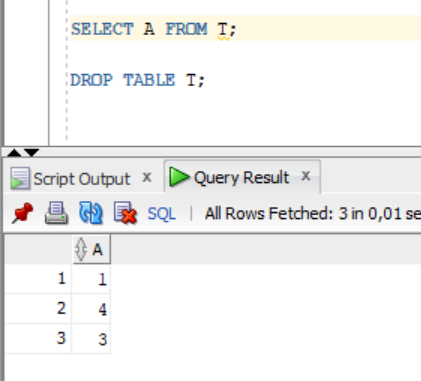 SELECT A FROM T;
DROP TABLE T;
Script Output x Query Result x
SQL | All Rows Fetched: 3 in 0,01 se
A
1 1
2 4
3 3